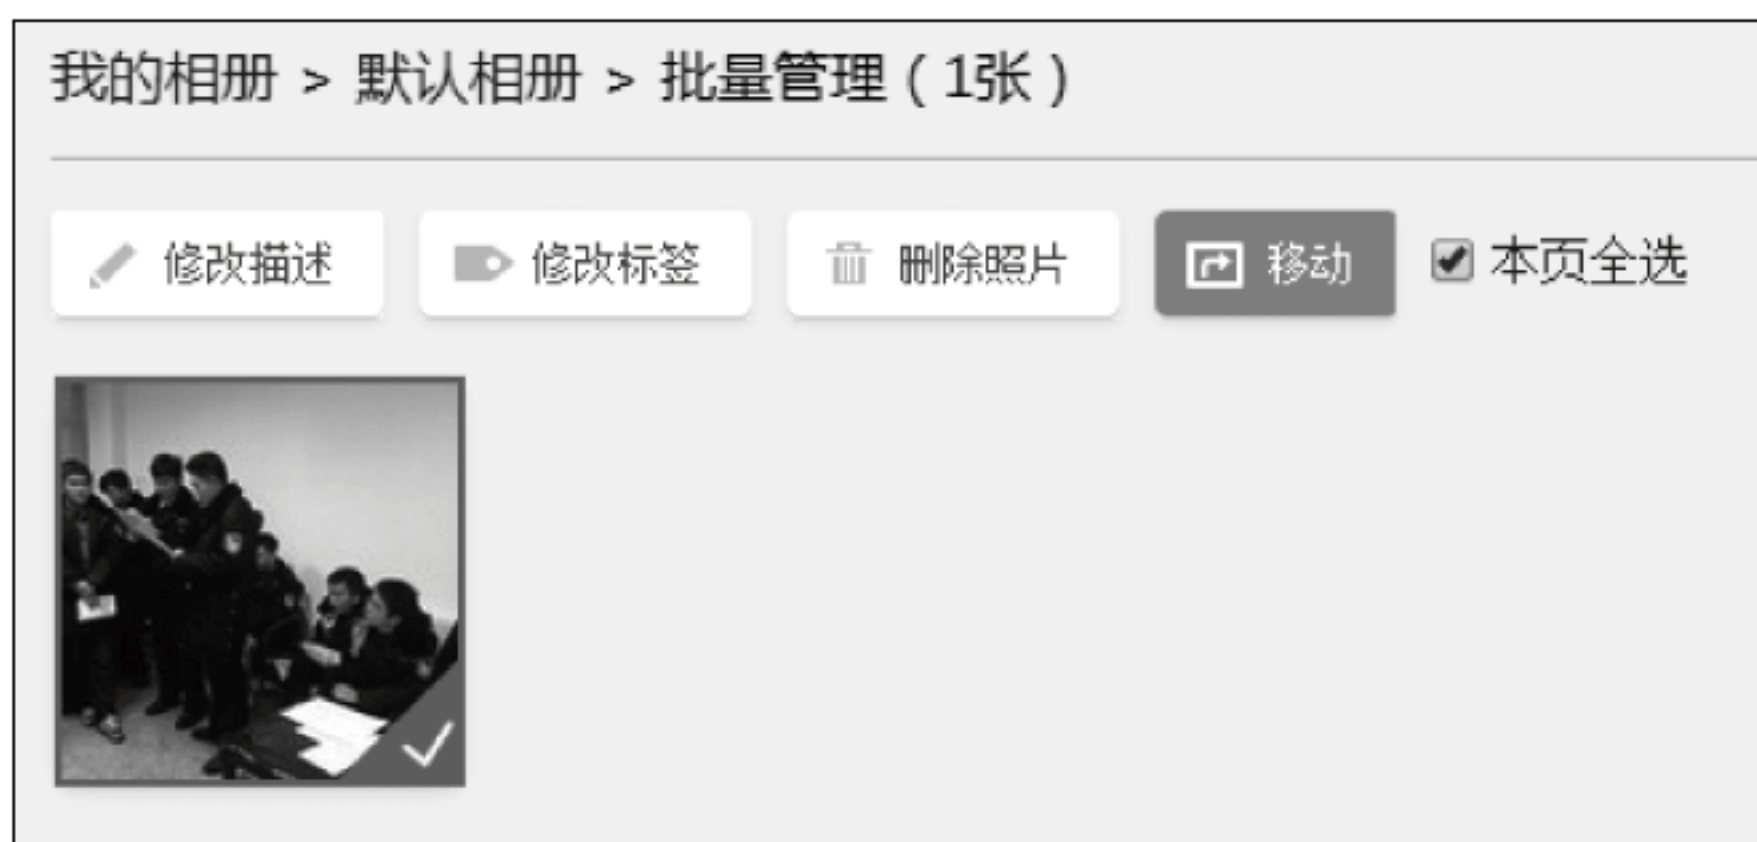 我的相册 > 默认相册 > 批量管理（1张）
修改描述 修改标签 删除照片 移动 本页全选